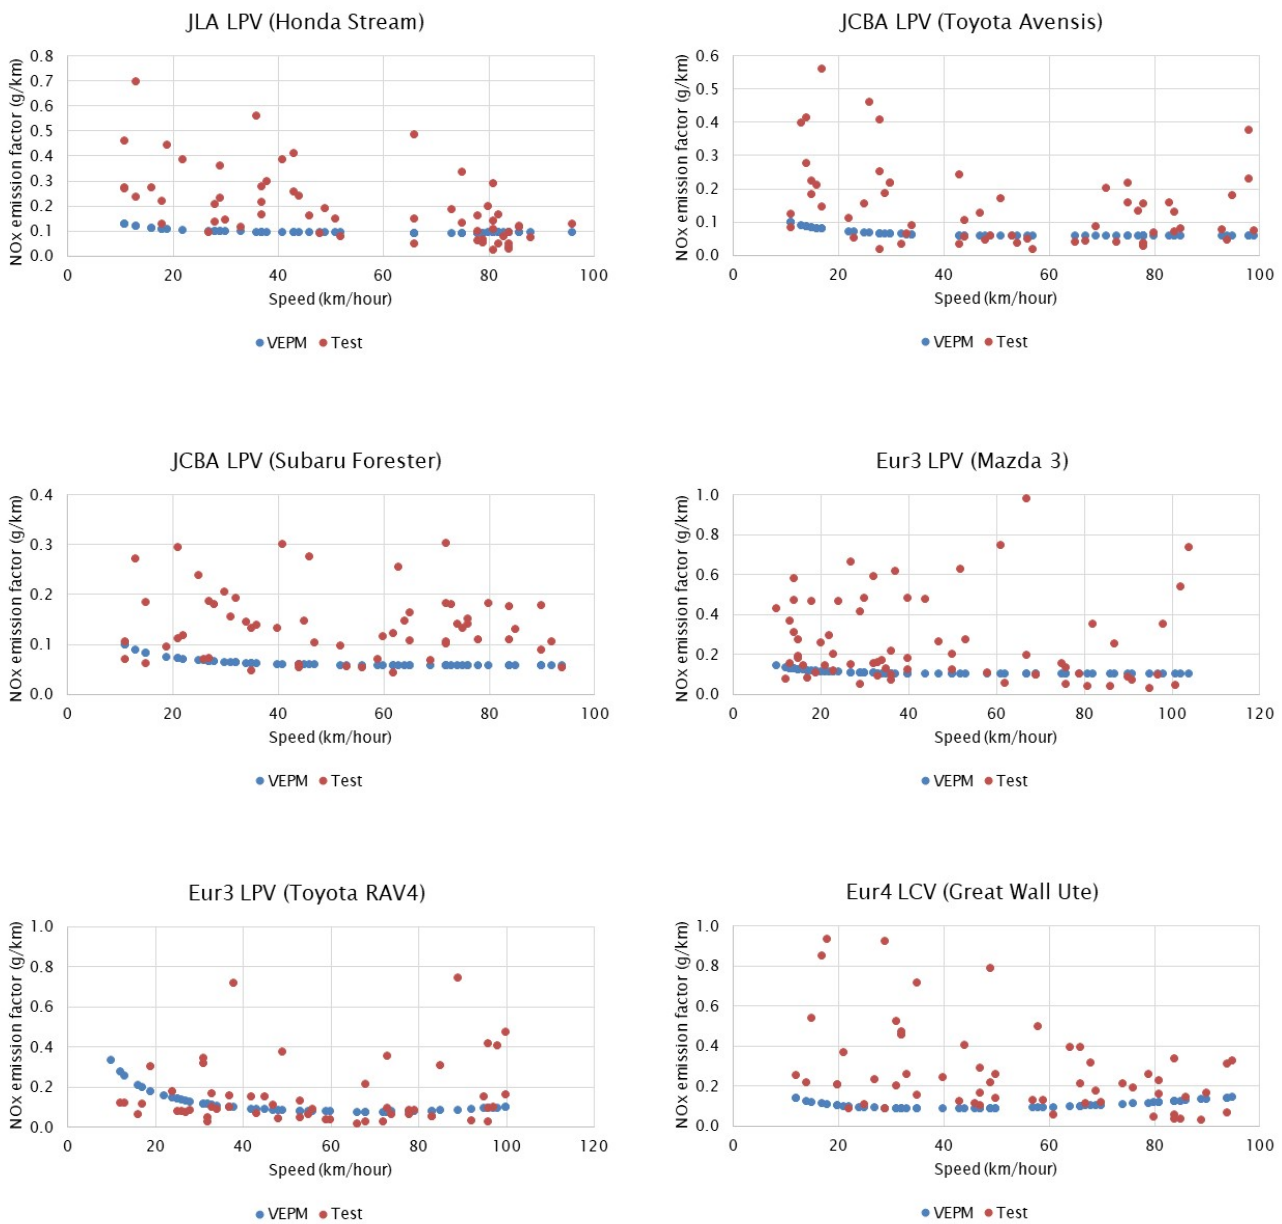 JLA LPV (Honda Stream)
NOx emission factor (g/km)
0.8
0.7
0.6
0.5
0.4
0.3
0.2
0.1
0.0
0 20 40 60 80 100
Speed (km/hour)
VEPM Test
JCBA LPV (Toyota Avensis)
NOx emission factor (g/km)
0.6
0.5
0.4
0.3
0.2
0.1
0.0
0 20 40 60 80 100
Speed (km/hour)
VEPM Test
JCBA LPV (Subaru Forester)
NOx emission factor (g/km)
0.4
0.3
0.2
0.1
0.0
0 20 40 60 80 100
Speed (km/hour)
VEPM Test
Eur3 LPV (Mazda 3)
NOx emission factor (g/km)
1.0
0.8
0.6
0.4
0.2
0.0
0 20 40 60 80 100 120
Speed (km/hour)
VEPM Test
Eur3 LPV (Toyota RAV4)
NOx emission factor (g/km)
1.0
0.8
0.6
0.4
0.2
0.0
0 20 40 60 80 100 120
Speed (km/hour)
VEPM Test
Eur4 LCV (Great Wall Ute)
NOx emission factor (g/km)
1.0
0.8
0.6
0.4
0.2
0.0
0 20 40 60 80 100
Speed (km/hour)
VEPM Test